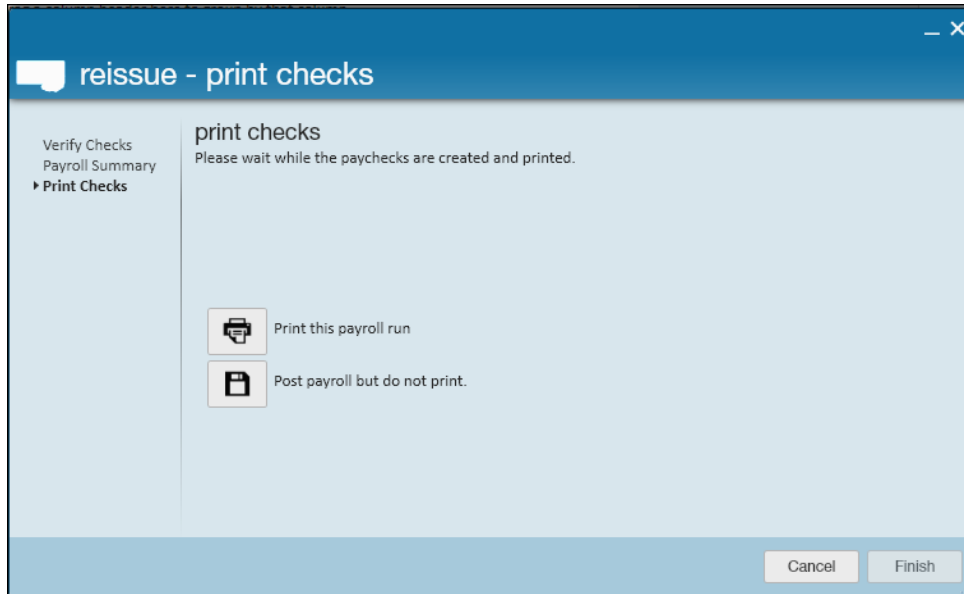 reissue - print checks
Verify Checks
Payroll Summary
Print Checks
print checks
Please wait while the paychecks are created and printed.
Print this payroll run
Post payroll but do not print.
Cancel
Finish